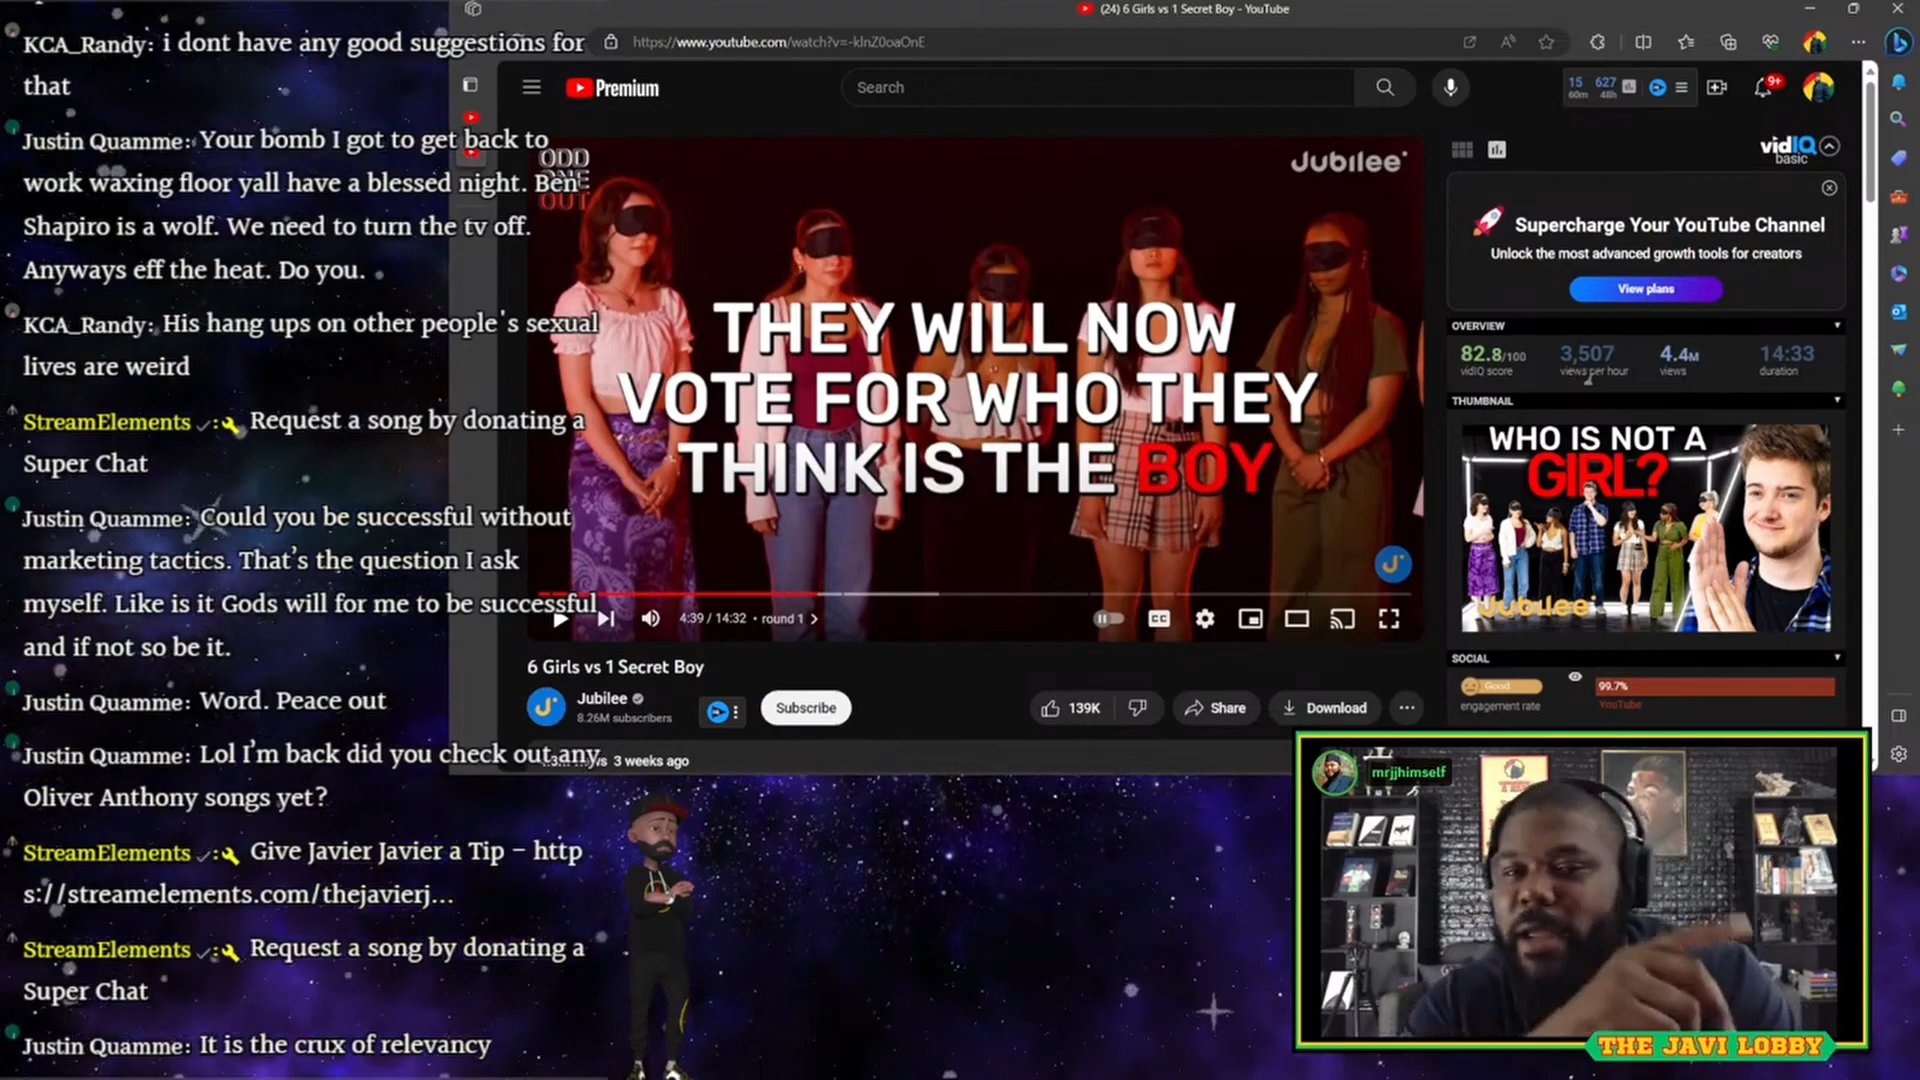 KCA_Randy: i dont have any good suggestions for
that
Justin Quamme: Your bomb I got to get back to
work waxing floor yall have a blessed night. Ben
Shapiro is a wolf. We need to turn the tv off.
Anyways eff the heat. Do you.
KCA_Randy: His hang ups on other people's sexual
lives are weird
StreamElements Request a song by donating a
Super Chat
Justin Quamme: Could you be successful without
marketing tactics. That's the question I ask
myself. Like is it Gods will for me to be successful
and if not so be it.
Justin Quamme: Word. Peace out
Justin Quamme: Lol I'm back did you check out any
Oliver Anthony songs yet?
StreamElements Give Javier Javier a Tip – http
s://streamelements.com/thejavierj...
StreamElements Request a song by donating a
Super Chat
Justin Quamme: It is the crux of relevancy
(24) 6 Girls vs 1 Secret Boy - YouTube
https://www.youtube.com/watch?v=-klnZ0oaOnE
Premium
Search
15 627
60m 48h
9+
ODD
ONE
OUT
Jubilee
THEY WILL NOW
VOTE FOR WHO THEY
THINK IS THE BOY
4:39 / 14:32 • round 1 >
CC
6 Girls vs 1 Secret Boy
Jubilee
8.26M subscribers
Subscribe
139K
Share
Download
3 weeks ago
vidIQ
basic
Supercharge Your YouTube Channel
Unlock the most advanced growth tools for creators
View plans
OVERVIEW
82.8/100 3,507 4.4M 14:33
vidIQ score views per hour views duration
THUMBNAIL
WHO IS NOT A
GIRL?
Jubilee
SOCIAL
Good 99.7%
engagement rate YouTube
mrjjhimself
THE JAVI LOBBY